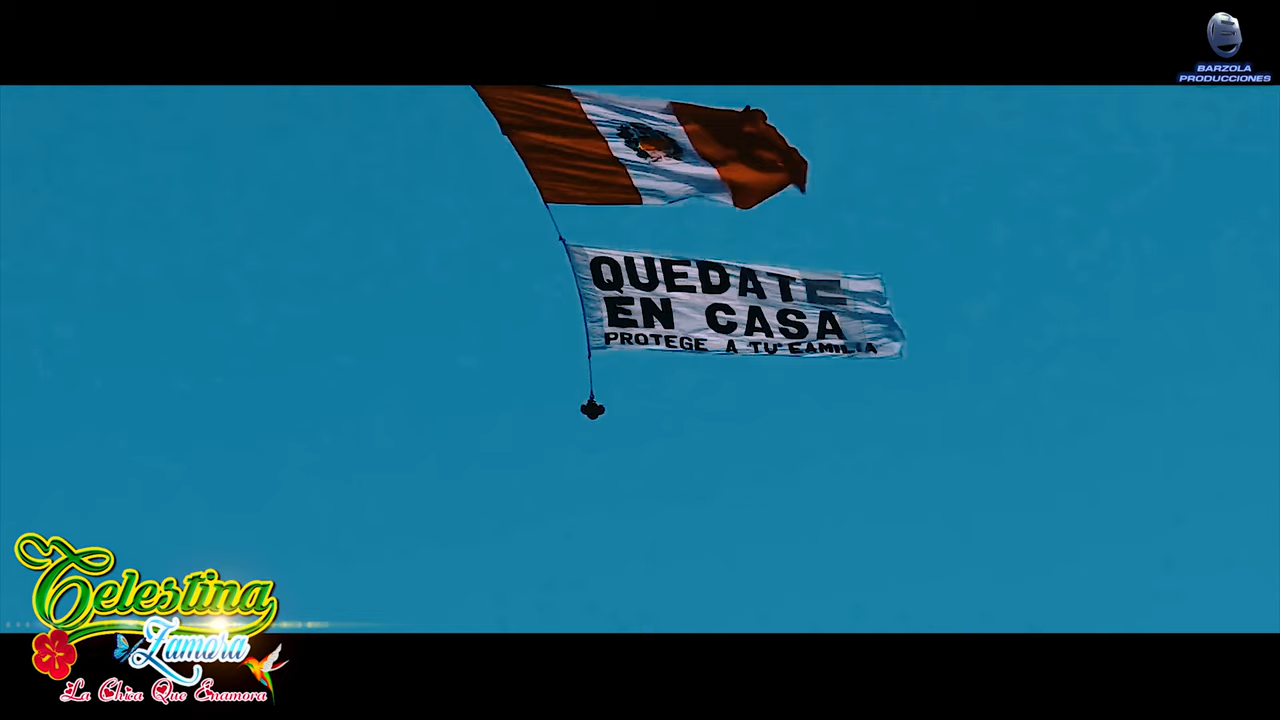 BARZOLA
PRODUCCIONES
QUEDATE
EN CASA
PROTEGE A TU FAMILIA
Celestina
Zamora
La Chica Que Enamora